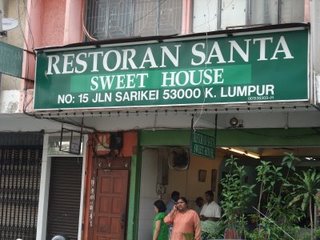 RESTORAN SANTA
SWEET HOUSE
NO: 15 JLN SARIKEI 53000 K. LUMPUR